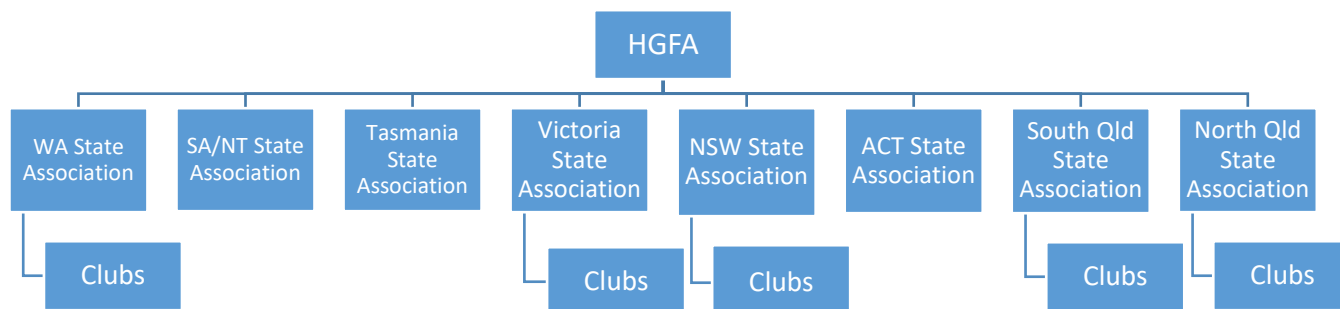 HGFA
WA State
Association
SA/NT State
Association
Tasmania
State
Association
Victoria
State
Association
NSW State
Association
ACT State
Association
South Qld
State
Association
North Qld
State
Association
Clubs
Clubs
Clubs
Clubs
Clubs